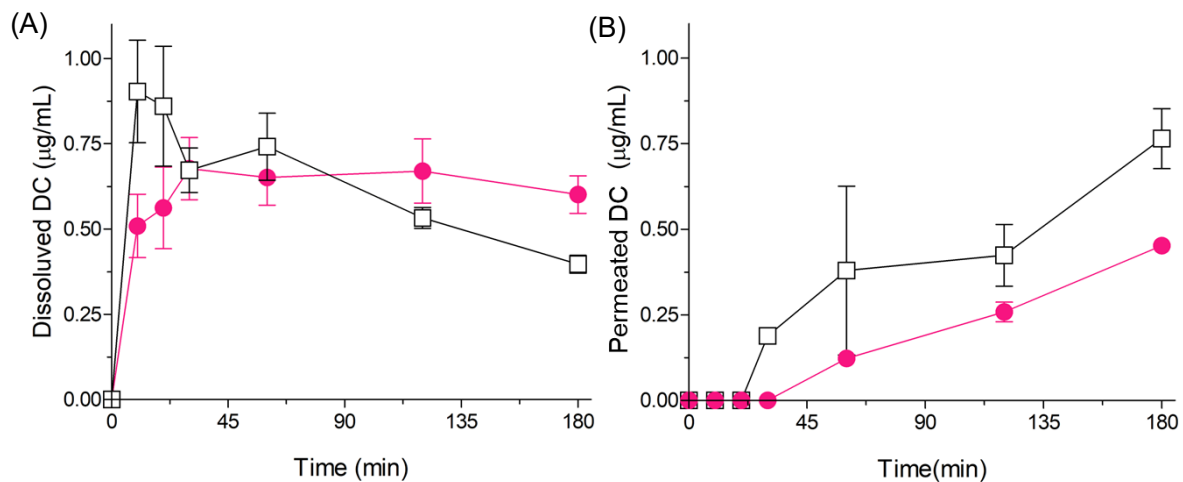 (A)
Dissoluved DC (μg/mL)
1.00
0.75
0.50
0.25
0.00
0 45 90 135 180
Time (min)
(B)
Permeated DC (μg/mL)
1.00
0.75
0.50
0.25
0.00
0 45 90 135 180
Time(min)